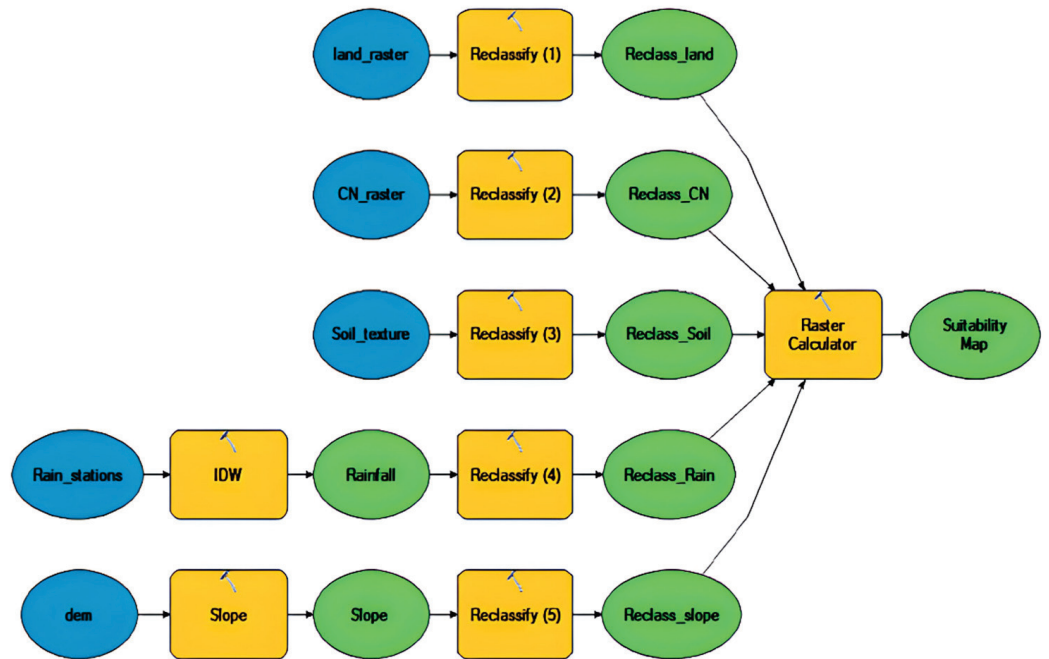 land_raster
Reclassify (1)
Reclass_land
CN_raster
Reclassify (2)
Reclass_CN
Soil_texture
Reclassify (3)
Reclass_Soil
Raster
Calculator
Suitability
Map
Rain_stations
IDW
Rainfall
Reclassify (4)
Reclass_Rain
dem
Slope
Slope
Reclassify (5)
Reclass_slope